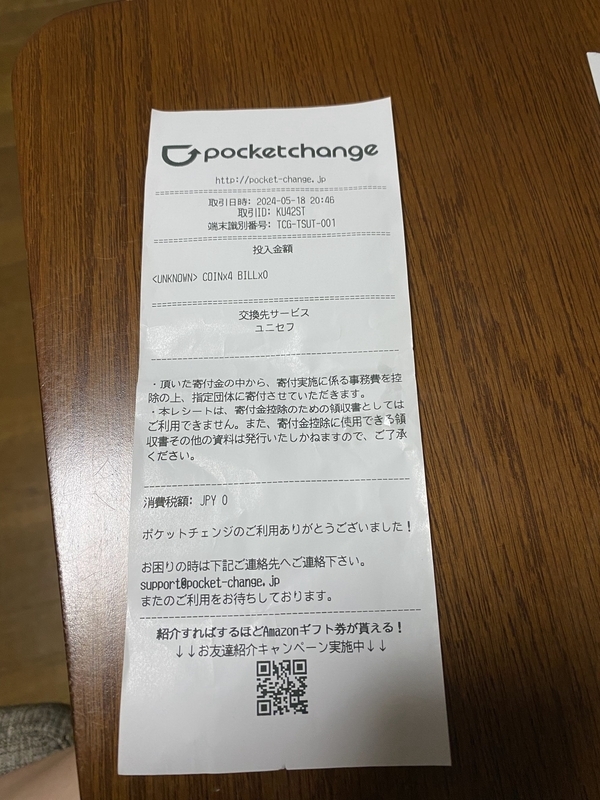 pocketchange
http://pocket-change.jp
取引日時: 2024-05-18 20:46
取引ID: KU42ST
端末識別番号: TCG-TSUT-001
投入金額
<UNKNOWN> COINx4 BILLx0
交換先サービス
ユニセフ
・頂いた寄付金の中から、寄付実施に係る事務費を控
除の上、指定団体に寄付させていただきます。
・本レシートは、寄付金控除のための領収書としては
ご利用できません。また、寄付金控除に使用できる領
収書その他の資料は発行いたしかねますので、ご了承
ください。
消費税額: JPY 0
ポケットチェンジのご利用ありがとうございました!
お困りの時は下記ご連絡先へご連絡下さい。
support@pocket-change.jp
またのご利用をお待ちしております。
紹介すればするほどAmazonギフト券が貰える!
↓↓お友達紹介キャンペーン実施中↓↓